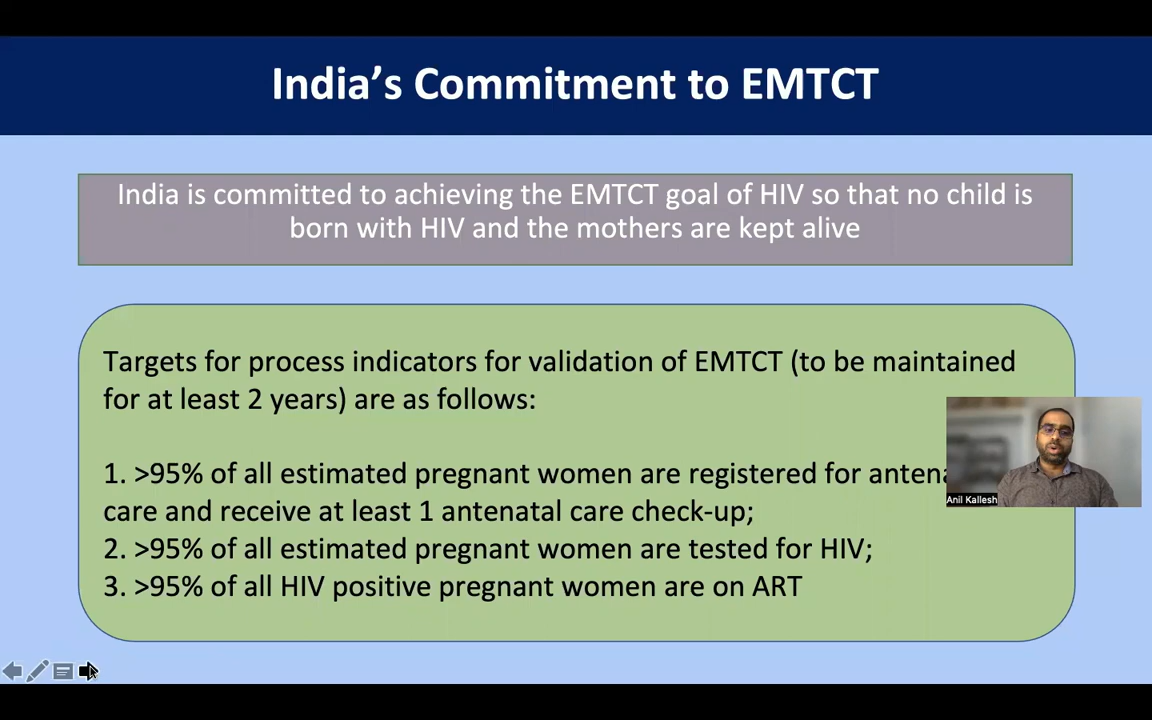 India’s Commitment to EMTCT
India is committed to achieving the EMTCT goal of HIV so that no child is
born with HIV and the mothers are kept alive
Targets for process indicators for validation of EMTCT (to be maintained
for at least 2 years) are as follows:
1. >95% of all estimated pregnant women are registered for
care and receive at least 1 antenatal care check-up;
2. >95% of all estimated pregnant women are tested for HIV;
3. >95% of all HIV positive pregnant women are on ART
Anil Kallesh